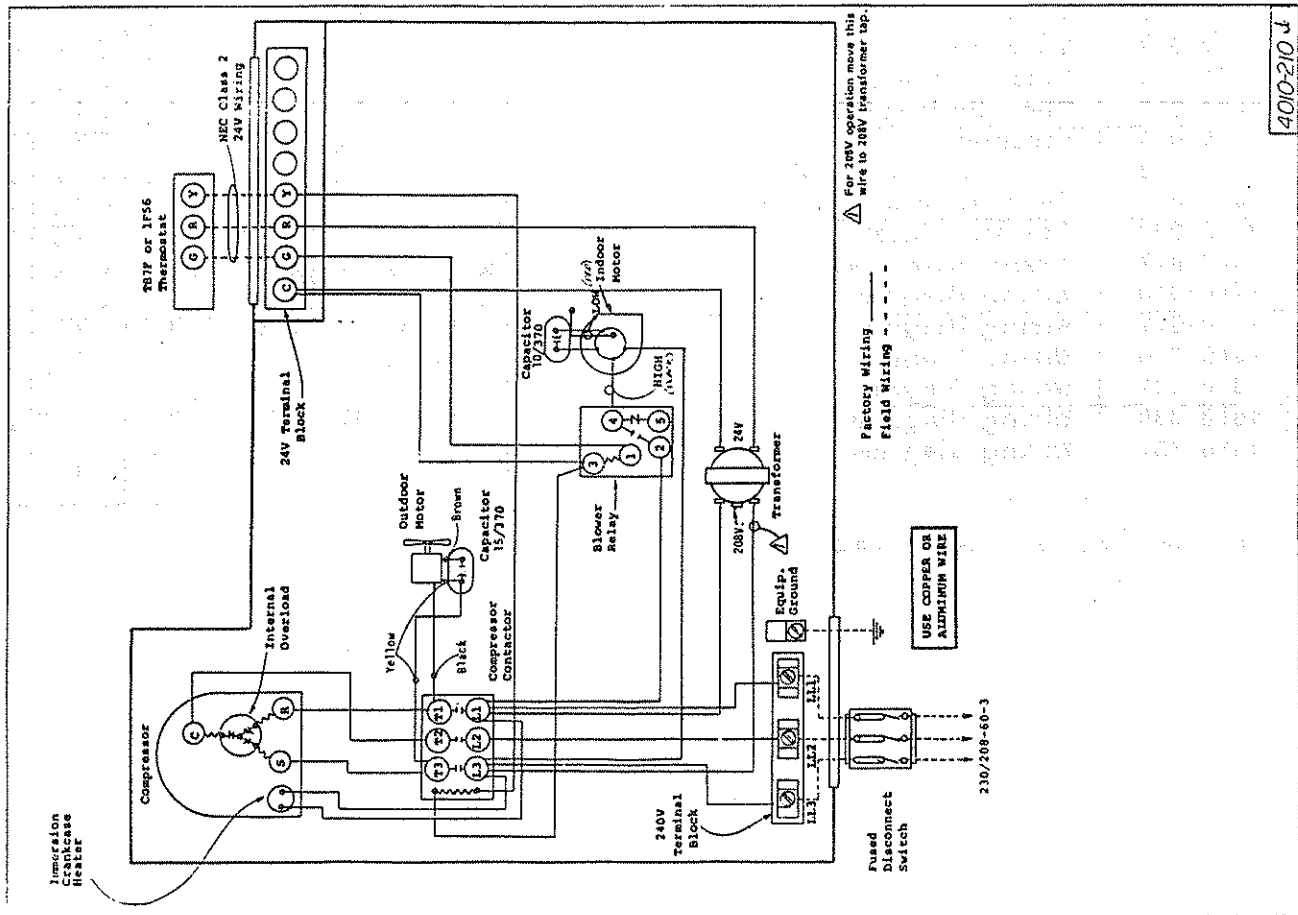 Immersion
Crankcase
Heater
Compressor
Internal
Overload
C
R
S
Outdoor
Motor
Brown
Capacitor
15/370
Yellow
Black
Compressor
Contactor
T1
T2
T3
L1
L2
L3
T87F or 1F56
Thermostat
G
R
Y
NEC Class 2
24V Wiring
C
G
R
Y
24V Terminal
Block
Capacitor
10/370
LOW (RED)
Indoor
Motor
HIGH
(BLACK)
Blower
Relay
3
1
4
2
5
24V
208V
Transformer
Equip.
Ground
240V
Terminal
Block
LL1
LL2
LL3
Fused
Disconnect
Switch
230/208-60-3
USE COPPER OR
ALUMINUM WIRE
Factory Wiring
Field Wiring
For 208V operation move this
wire to 208V transformer tap.
4010-210 J